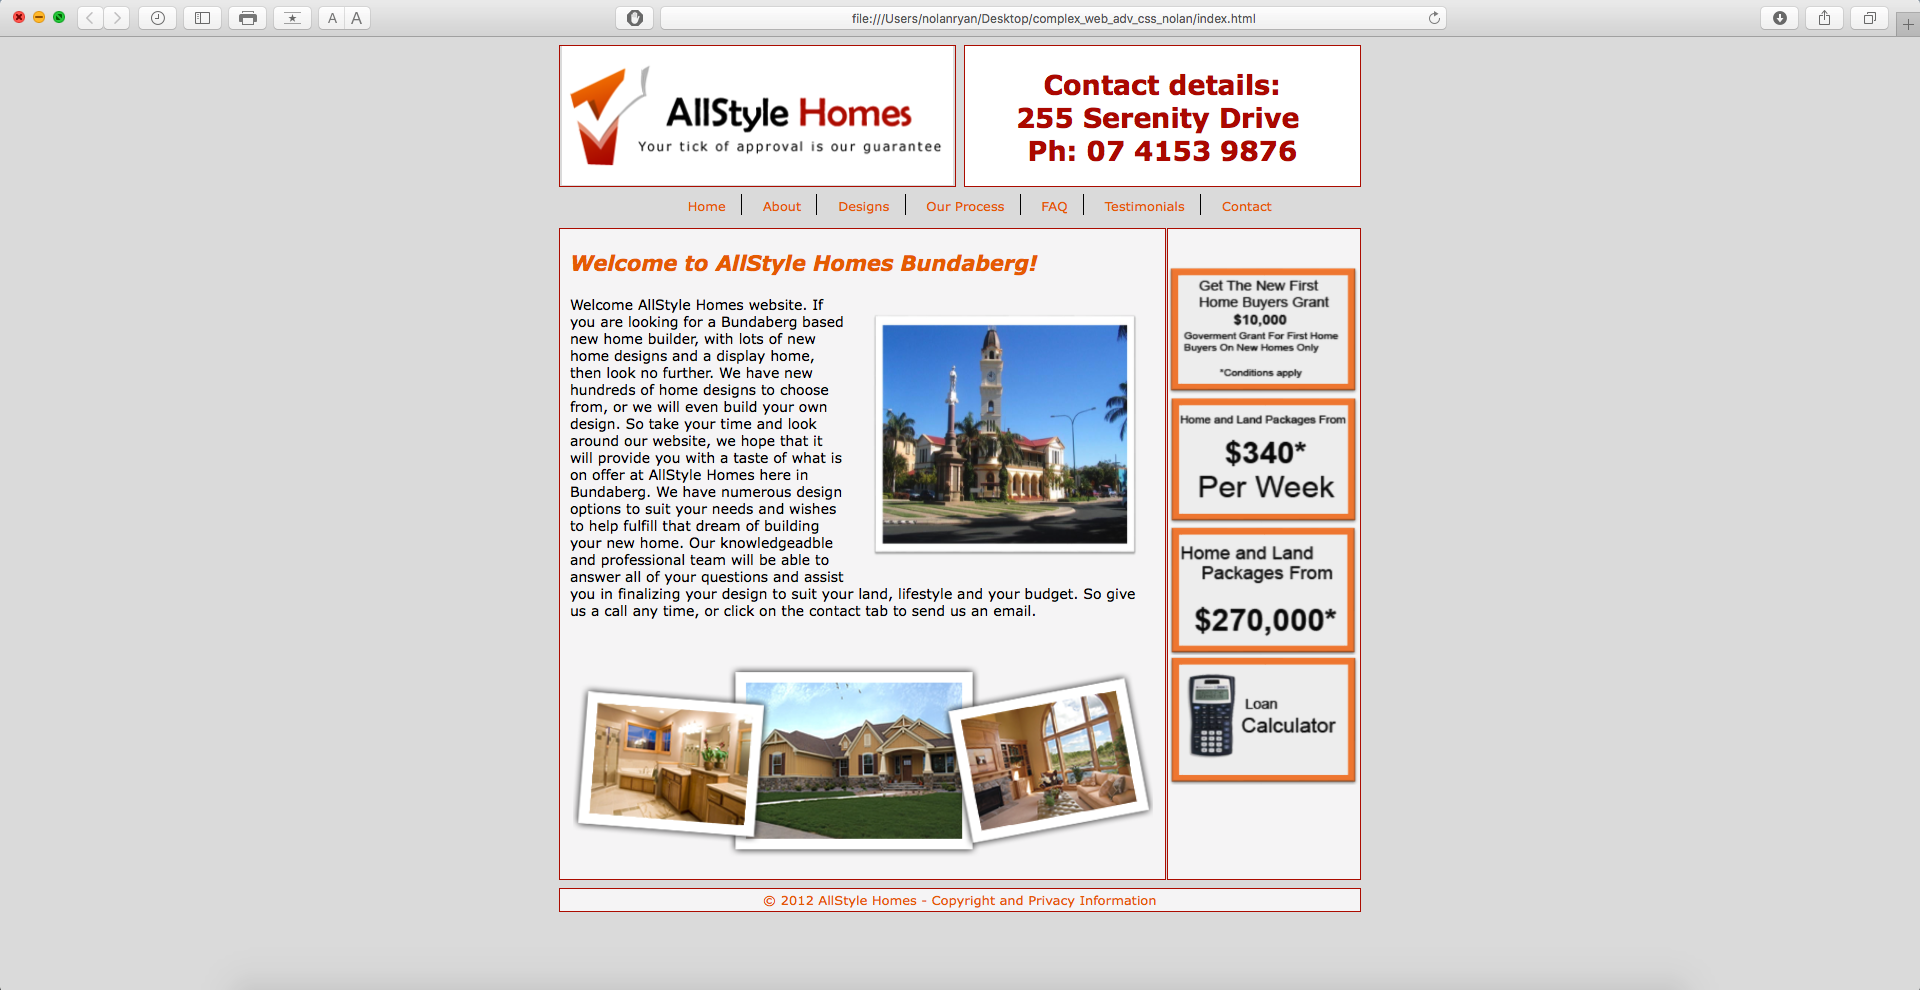 A A
file:///Users/nolanryan/Desktop/complex_web_adv_css_nolan/index.html
AllStyle Homes
Your tick of approval is our guarantee
Contact details:
255 Serenity Drive
Ph: 07 4153 9876
Home About Designs Our Process FAQ Testimonials Contact
Welcome to AllStyle Homes Bundaberg!
Welcome AllStyle Homes website. If
you are looking for a Bundaberg based
new home builder, with lots of new
home designs and a display home,
then look no further. We have new
hundreds of home designs to choose
from, or we will even build your own
design. So take your time and look
around our website, we hope that it
will provide you with a taste of what is
on offer at AllStyle Homes here in
Bundaberg. We have numerous design
options to suit your needs and wishes
to help fulfill that dream of building
your new home. Our knowledgeadble
and professional team will be able to
answer all of your questions and assist
you in finalizing your design to suit your land, lifestyle and your budget. So give
us a call any time, or click on the contact tab to send us an email.
Get The New First
Home Buyers Grant
$10,000
Goverment Grant For First Home
Buyers On New Homes Only
*Conditions apply
Home and Land Packages From
$340*
Per Week
Home and Land
Packages From
$270,000*
Loan
Calculator
© 2012 AllStyle Homes - Copyright and Privacy Information